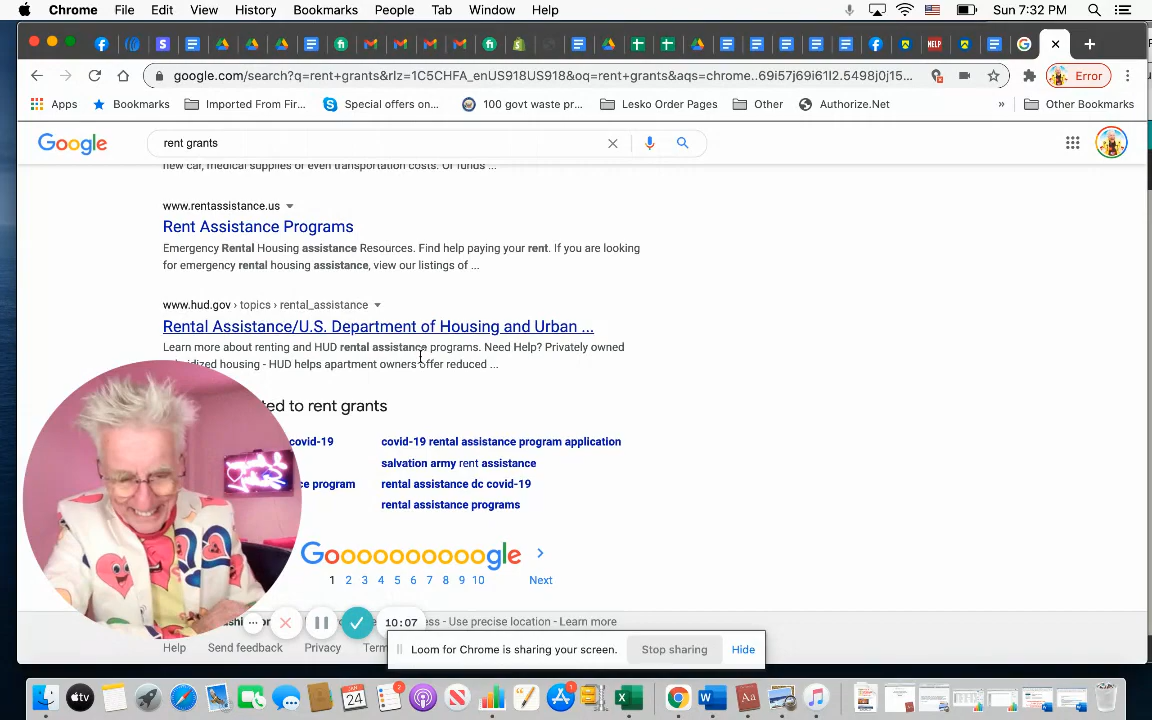 Chrome File Edit View History Bookmarks People Tab Window Help Sun 7:32 PM
google.com/search?q=rent+grants&rlz=1C5CHFA_enUS918US918&oq=rent+grants&aqs=chrome..69i57j69i61l2.5498j0j15... Error
Apps Bookmarks Imported From Fir... Special offers on... 100 govt waste pr... Lesko Order Pages Other Authorize.Net » Other Bookmarks
Google rent grants
new car, medical supplies or even transportation costs. Of funds ...
www.rentassistance.us
Rent Assistance Programs
Emergency Rental Housing assistance Resources. Find help paying your rent. If you are looking
for emergency rental housing assistance, view our listings of ...
www.hud.gov › topics › rental_assistance
Rental Assistance/U.S. Department of Housing and Urban ...
Learn more about renting and HUD rental assistance programs. Need Help? Privately owned
subsidized housing - HUD helps apartment owners offer reduced ...
ted to rent grants
covid-19 covid-19 rental assistance program application
salvation army rent assistance
ce program rental assistance dc covid-19
rental assistance programs
Goooooooooogle
1 2 3 4 5 6 7 8 9 10 Next
10:07 - Use precise location - Learn more
Help Send feedback Privacy Term
Loom for Chrome is sharing your screen. Stop sharing Hide